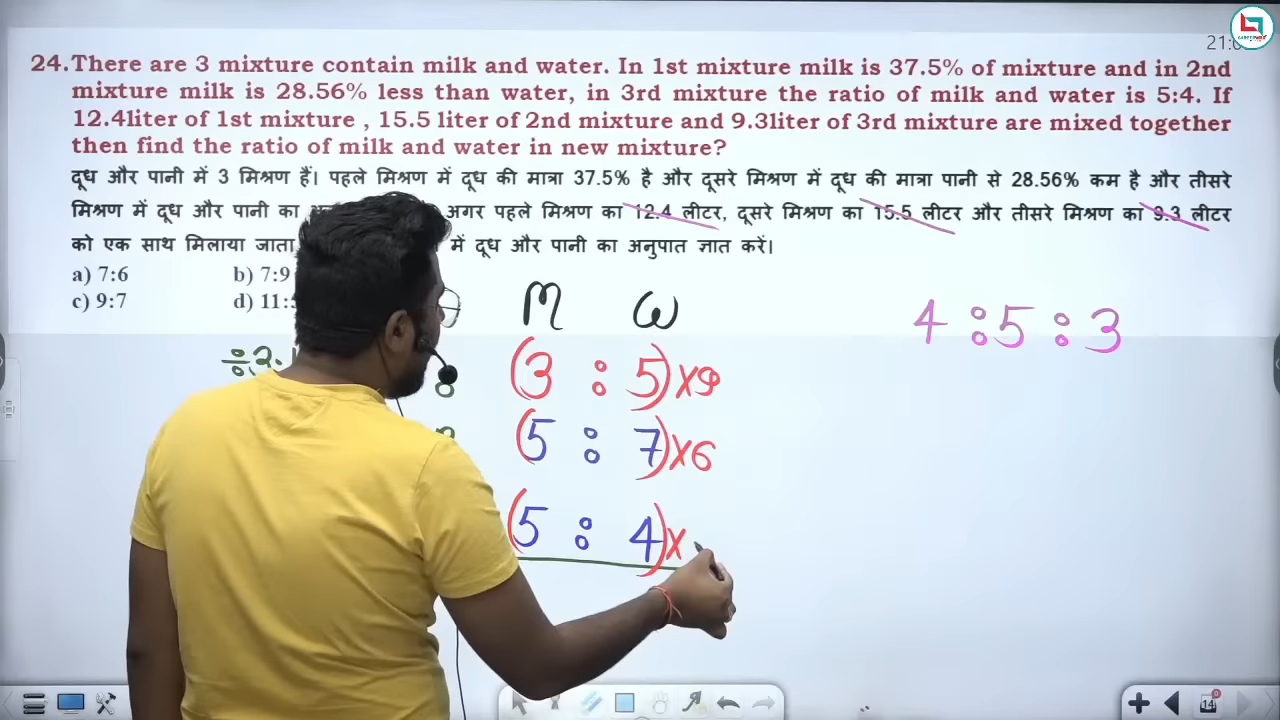 21:0
24.There are 3 mixture contain milk and water. In 1st mixture milk is 37.5% of mixture and in 2nd
mixture milk is 28.56% less than water, in 3rd mixture the ratio of milk and water is 5:4. If
12.4liter of 1st mixture , 15.5 liter of 2nd mixture and 9.3liter of 3rd mixture are mixed together
then find the ratio of milk and water in new mixture?
दूध और पानी में 3 मिश्रण हैं। पहले मिश्रण में दूध की मात्रा 37.5% है और दूसरे मिश्रण में दूध की मात्रा पानी से 28.56% कम है और तीसरे
मिश्रण में दूध और पानी का अगर पहले मिश्रण का 12.4 लीटर, दूसरे मिश्रण का 15.5 लीटर और तीसरे मिश्रण का 9.3 लीटर
को एक साथ मिलाया जाता में दूध और पानी का अनुपात ज्ञात करें।
a) 7:6 b) 7:9
c) 9:7 d) 11:
M W
4 : 5 : 3
(3 : 5)×9
(5 : 7)×6
(5 : 4)×
14